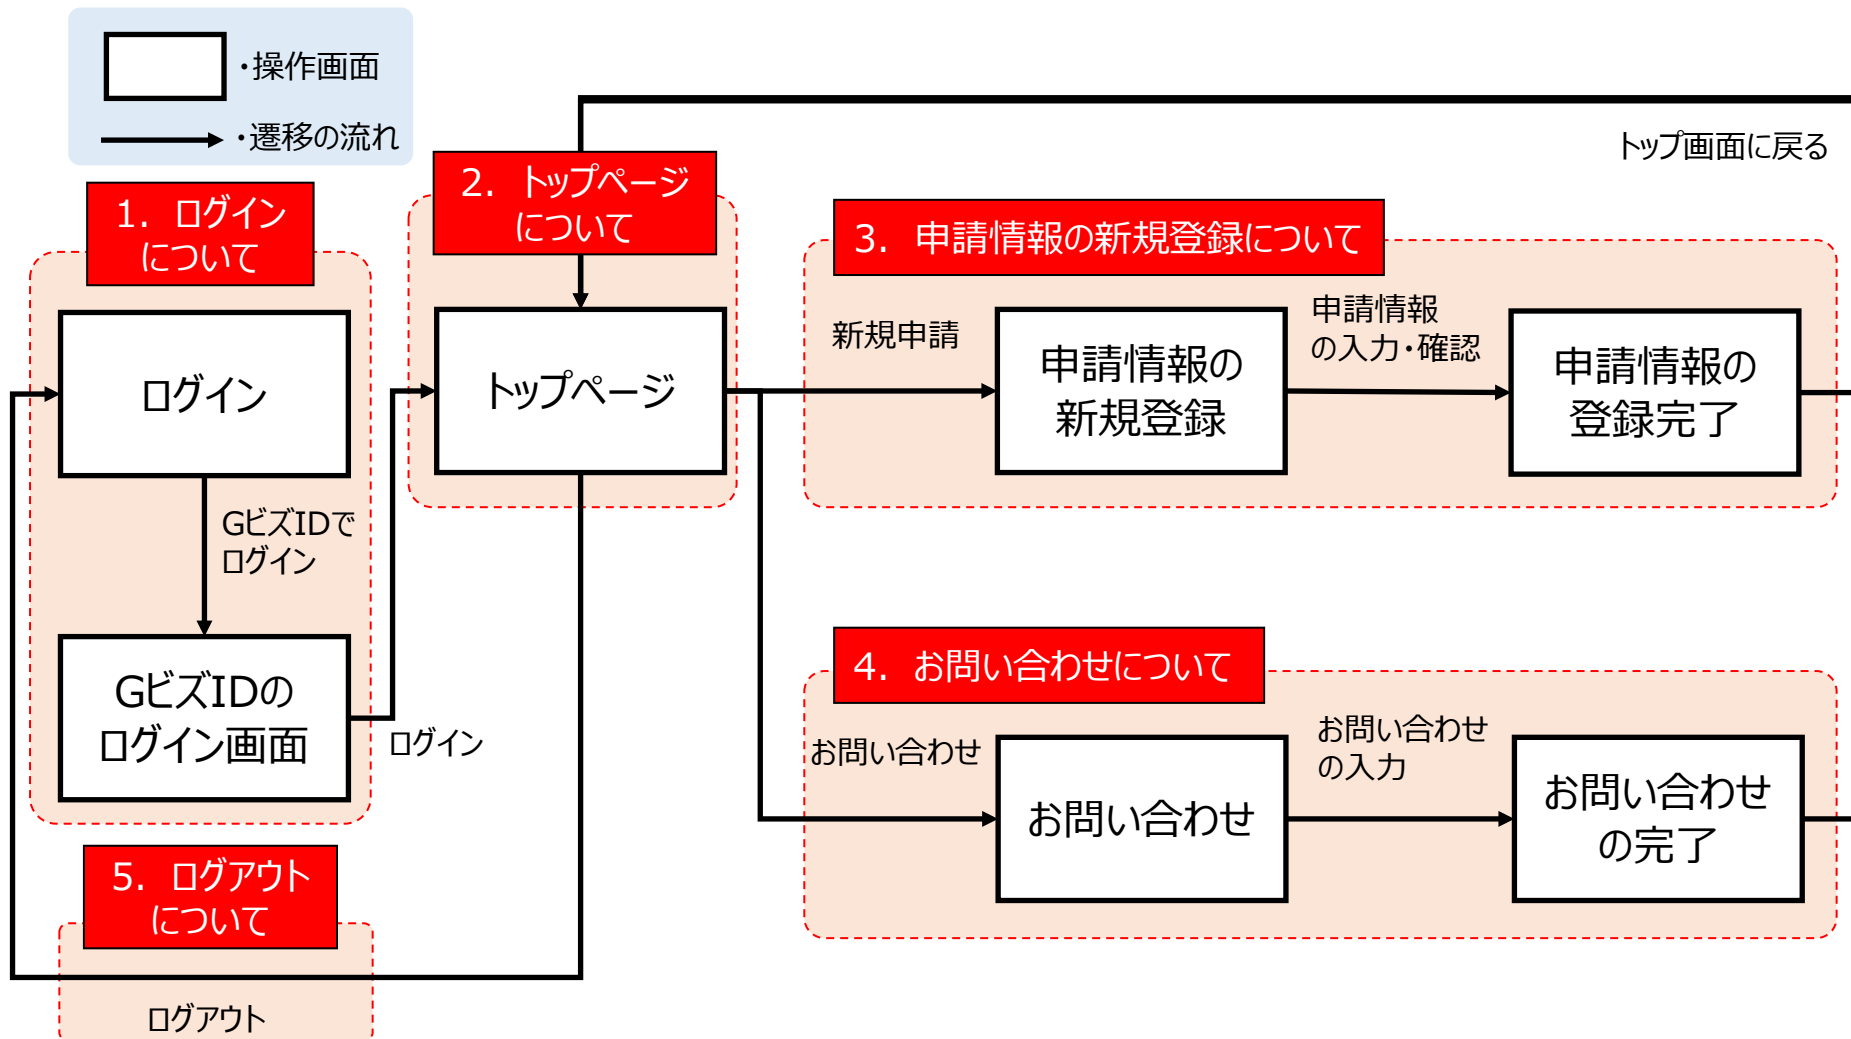 ・操作画面
・遷移の流れ
トップ画面に戻る
1. ログイン
について
2. トップページ
について
3. 申請情報の新規登録について
ログイン
トップページ
新規申請
申請情報の
新規登録
申請情報
の入力・確認
申請情報の
登録完了
GビズIDで
ログイン
GビズIDの
ログイン画面
ログイン
4. お問い合わせについて
お問い合わせ
お問い合わせ
お問い合わせ
の入力
お問い合わせ
の完了
5. ログアウト
について
ログアウト